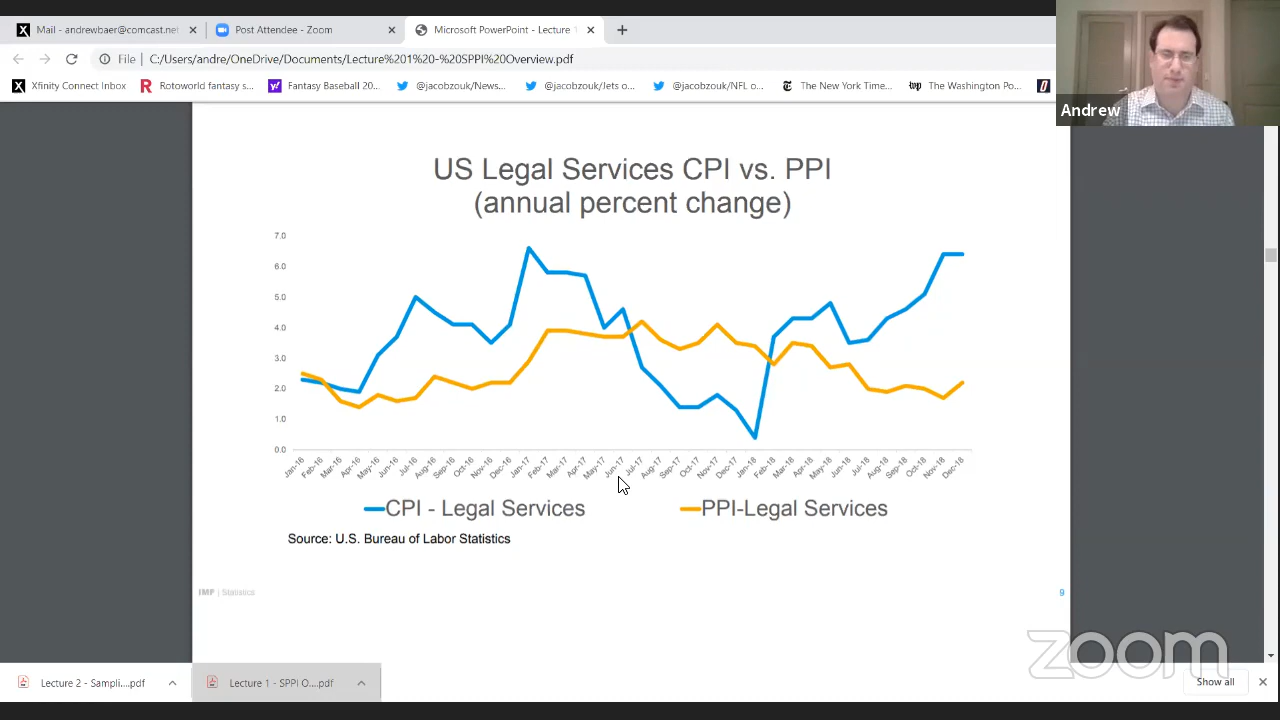 Mail - andrewbaer@comcast.net
Post Attendee - Zoom
Microsoft PowerPoint - Lecture 1
File
C:/Users/andre/OneDrive/Documents/Lecture%201%20-%20SPPI%20Overview.pdf
Xfinity Connect Inbox
Rotoworld fantasy s...
Fantasy Baseball 20...
@jacobzouk/News...
@jacobzouk/Jets o...
@jacobzouk/NFL o...
The New York Time...
The Washington Po...
Andrew
US Legal Services CPI vs. PPI
(annual percent change)
7.0
6.0
5.0
4.0
3.0
2.0
1.0
0.0
Jan-16 Feb-16 Mar-16 Apr-16 May-16 Jun-16 Jul-16 Aug-16 Sep-16 Oct-16 Nov-16 Dec-16 Jan-17 Feb-17 Mar-17 Apr-17 May-17 Jun-17 Jul-17 Aug-17 Sep-17 Oct-17 Nov-17 Dec-17 Jan-18 Feb-18 Mar-18 Apr-18 May-18 Jun-18 Jul-18 Aug-18 Sep-18 Oct-18 Nov-18 Dec-18
CPI - Legal Services
PPI-Legal Services
Source: U.S. Bureau of Labor Statistics
IMF | Statistics
9
zoom
Lecture 2 - Sampli....pdf
Lecture 1 - SPPI O....pdf
Show all